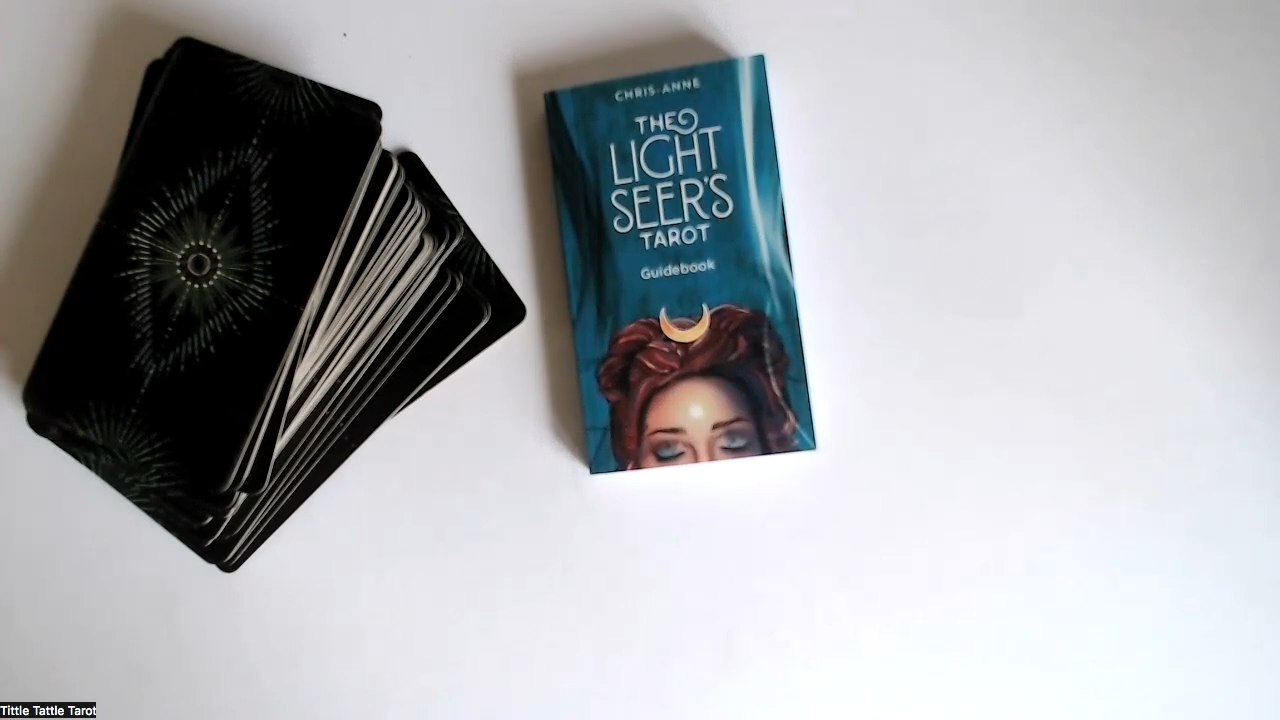 CHRIS-ANNE
THE
LIGHT
SEER'S
TAROT
Guidebook
Tittle Tattle Tarot